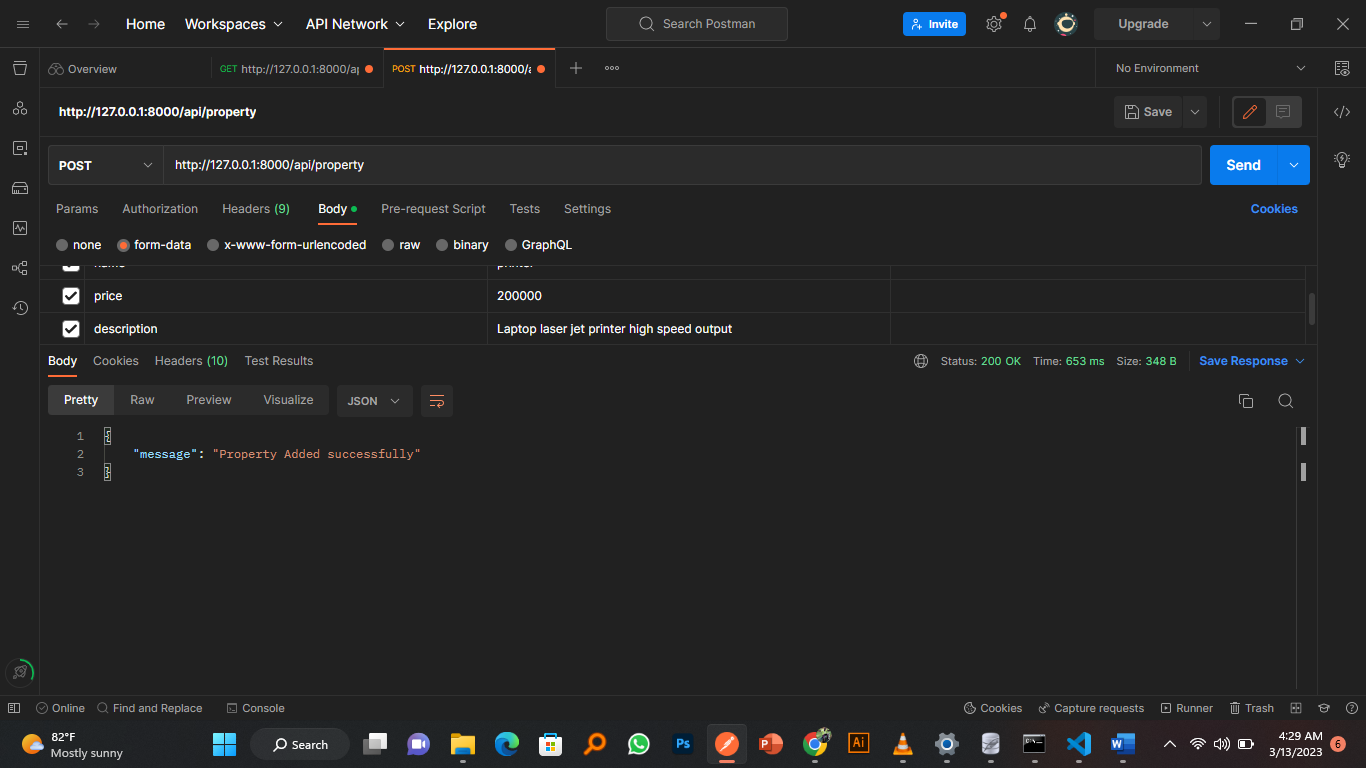 Home Workspaces API Network Explore Search Postman Invite Upgrade
Overview GET http://127.0.0.1:8000/ap POST http://127.0.0.1:8000/a No Environment
http://127.0.0.1:8000/api/property Save
POST http://127.0.0.1:8000/api/property Send
Params Authorization Headers (9) Body Pre-request Script Tests Settings Cookies
none form-data x-www-form-urlencoded raw binary GraphQL
name printer
price 200000
description Laptop laser jet printer high speed output
Body Cookies Headers (10) Test Results Status: 200 OK Time: 653 ms Size: 348 B Save Response
Pretty Raw Preview Visualize JSON
1 {
2 "message": "Property Added successfully"
3 }
Online Find and Replace Console Cookies Capture requests Runner Trash
82°F
Mostly sunny
Search
Ps
P
Ai
W
4:29 AM
3/13/2023
6